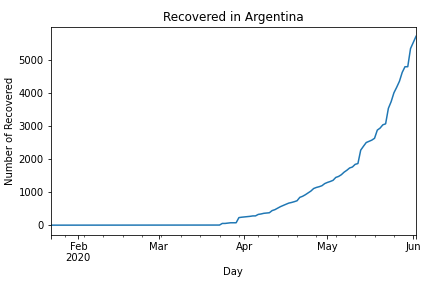 Recovered in Argentina
Number of Recovered
5000
4000
3000
2000
1000
0
Feb
2020
Mar
Apr
May
Jun
Day